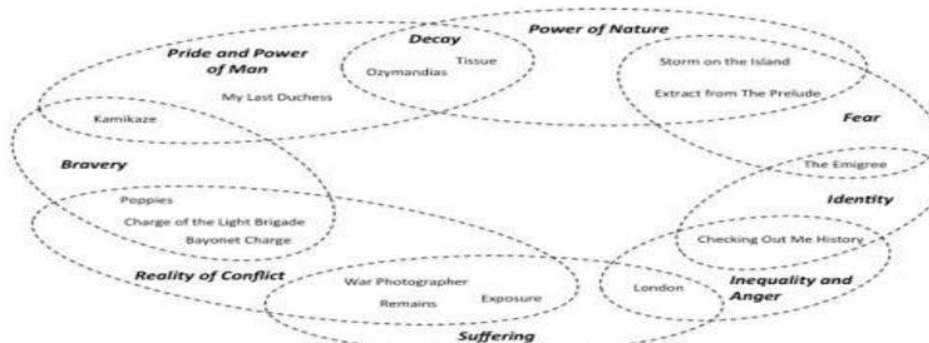 Power of Nature
Decay
Pride and Power
of Man
Tissue
Storm on the Island
Ozymandias
My Last Duchess
Extract from The Prelude
Kamikaze
Fear
Bravery
The Emigree
Poppies
Identity
Charge of the Light Brigade
Bayonet Charge
Checking Out Me History
Reality of Conflict
War Photographer
London
Inequality and
Anger
Remains
Exposure
Suffering